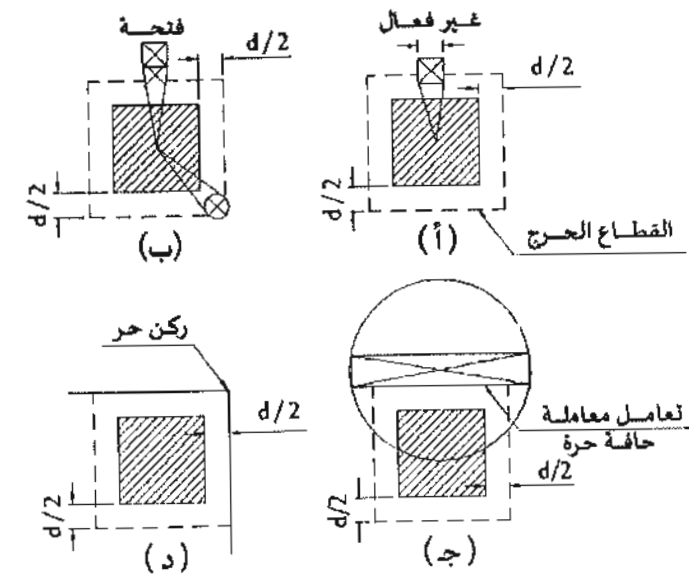 غير فعال
d/2
d/2
القطاع الحرج
(أ)
فتحة
d/2
d/2
(ب)
تعامل معاملة
حافة حرة
d/2
d/2
(جـ)
ركن حر
d/2
d/2
(د)